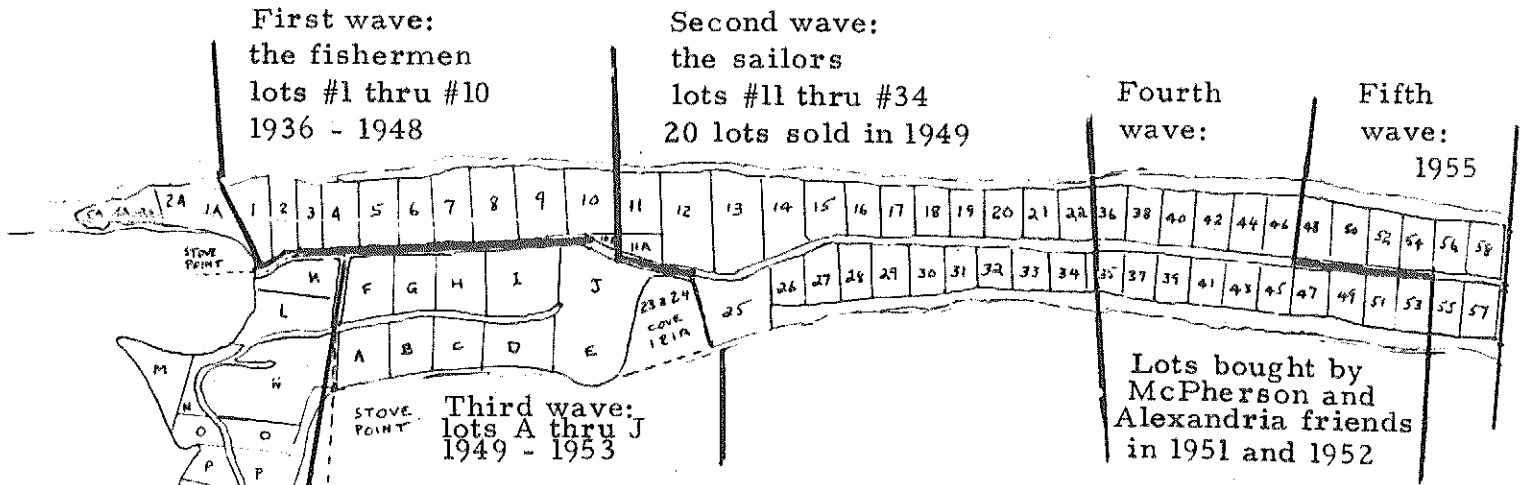 First wave:
the fishermen
lots #1 thru #10
1936 - 1948
Second wave:
the sailors
lots #11 thru #34
20 lots sold in 1949
Fourth
wave:
Fifth
wave:
1955
2A 1A 1 2 3 4 5 6 7 8 9 10 11 12 13 14 15 16 17 18 19 20 21 22 36 38 40 42 44 46 48 50 52 54 56 58
11A
STOVE
POINT
K F G H I J
L
23 & 24
COVE
1 & 1A
25 26 27 28 29 30 31 32 33 34 35 37 39 41 43 45 47 49 51 53 55 57
A B C D E
M
N
O O
P P
STOVE
POINT
Third wave:
lots A thru J
1949 - 1953
Lots bought by
McPherson and
Alexandria friends
in 1951 and 1952